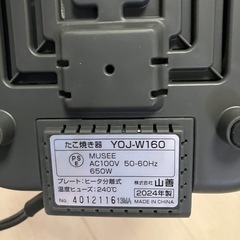 たこ焼き器 YOJ-W160
PS E
MUSEE
AC100V 50-60Hz
650W
プレート:ヒータ分離式 株式会社 山善
温度ヒューズ:240℃ 2024年製
No 401211613MA MADE IN CHINA